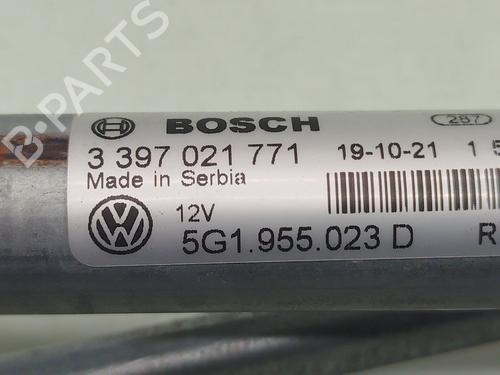 B-PARTS
BOSCH 287
3 397 021 771 19-10-21 1 5
Made in Serbia
12V
5G1.955.023 D R